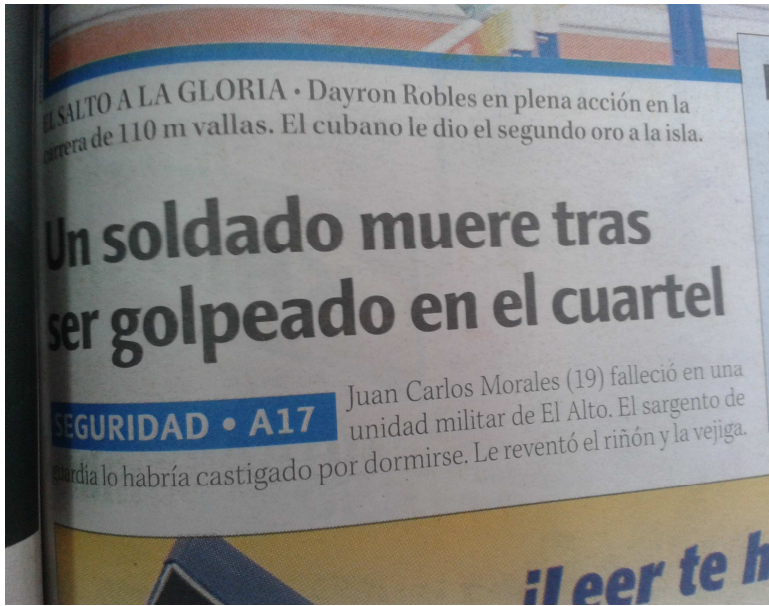 EL SALTO A LA GLORIA • Dayron Robles en plena acción en la
carrera de 110 m vallas. El cubano le dio el segundo oro a la isla.
Un soldado muere tras
ser golpeado en el cuartel
SEGURIDAD • A17
Juan Carlos Morales (19) falleció en una
unidad militar de El Alto. El sargento de
guardia lo habría castigado por dormirse. Le reventó el riñón y la vejiga.
¡Leer te h